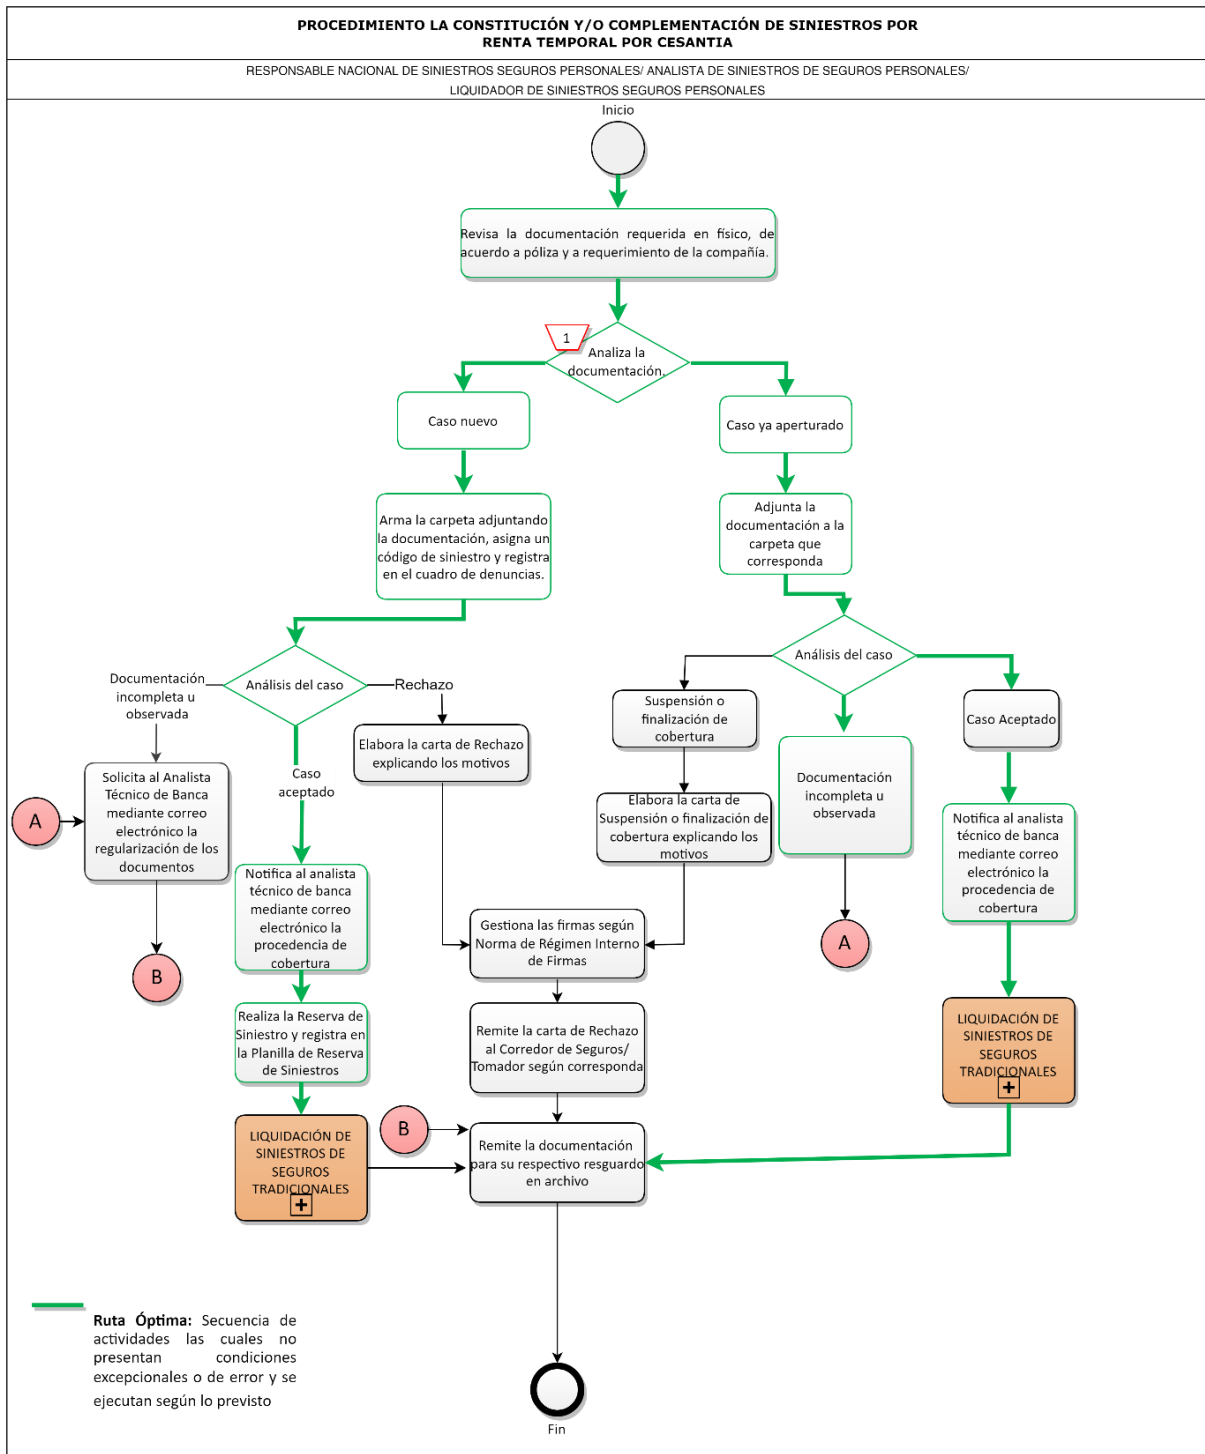 PROCEDIMIENTO LA CONSTITUCIÓN Y/O COMPLEMENTACIÓN DE SINIESTROS POR
RENTA TEMPORAL POR CESANTIA
RESPONSABLE NACIONAL DE SINIESTROS SEGUROS PERSONALES/ ANALISTA DE SINIESTROS DE SEGUROS PERSONALES/
LIQUIDADOR DE SINIESTROS SEGUROS PERSONALES
Inicio
Revisa la documentación requerida en físico, de
acuerdo a póliza y a requerimiento de la compañía.
1
Analiza la
documentación.
Caso nuevo
Caso ya aperturado
Arma la carpeta adjuntando
la documentación, asigna un
código de siniestro y registra
en el cuadro de denuncias.
Adjunta la
documentación a la
carpeta que
corresponda
Análisis del caso
Documentación
incompleta u
observada
Rechazo
Caso
aceptado
Análisis del caso
Suspensión o
finalización de
cobertura
Caso Aceptado
Elabora la carta de Rechazo
explicando los motivos
Solicita al Analista
Técnico de Banca
mediante correo
electrónico la
regularización de los
documentos
A
B
Documentación
incompleta u
observada
Elabora la carta de
Suspensión o finalización de
cobertura explicando los
motivos
Notifica al analista
técnico de banca
mediante correo
electrónico la
procedencia de
cobertura
Notifica al analista
técnico de banca
mediante correo
electrónico la
procedencia de
cobertura
Gestiona las firmas según
Norma de Régimen Interno
de Firmas
A
Realiza la Reserva de
Siniestro y registra en
la Planilla de Reserva
de Siniestros
Remite la carta de Rechazo
al Corredor de Seguros/
Tomador según corresponda
LIQUIDACIÓN DE
SINIESTROS DE
SEGUROS
TRADICIONALES
LIQUIDACIÓN DE
SINIESTROS DE
SEGUROS
TRADICIONALES
B
Remite la documentación
para su respectivo resguardo
en archivo
Ruta Óptima: Secuencia de
actividades las cuales no
presentan condiciones
excepcionales o de error y se
ejecutan según lo previsto
Fin